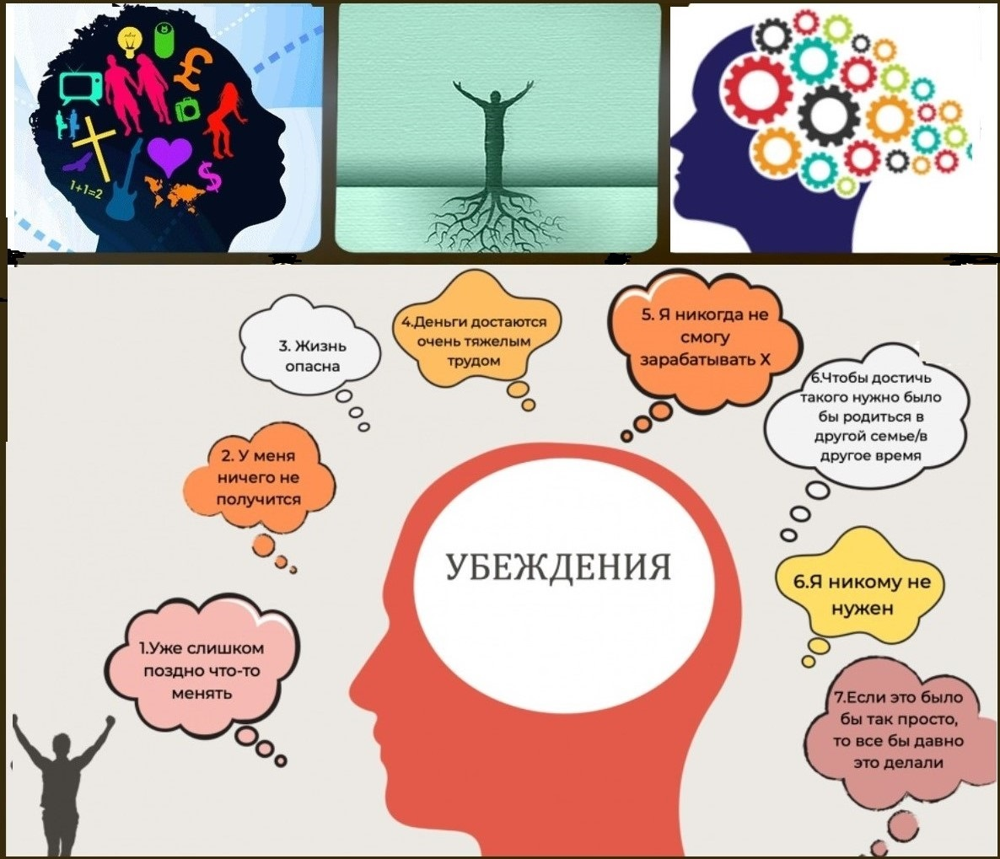 1+1=2
3. Жизнь
опасна
4.Деньги достаются
очень тяжелым
трудом
5. Я никогда не
смогу
зарабатывать Х
6.Чтобы достичь
такого нужно было
бы родиться в
другой семье/в
другое время
2. У меня
ничего не
получится
УБЕЖДЕНИЯ
6.Я никому не
нужен
1.Уже слишком
поздно что-то
менять
7.Если это было
бы так просто,
то все бы давно
это делали